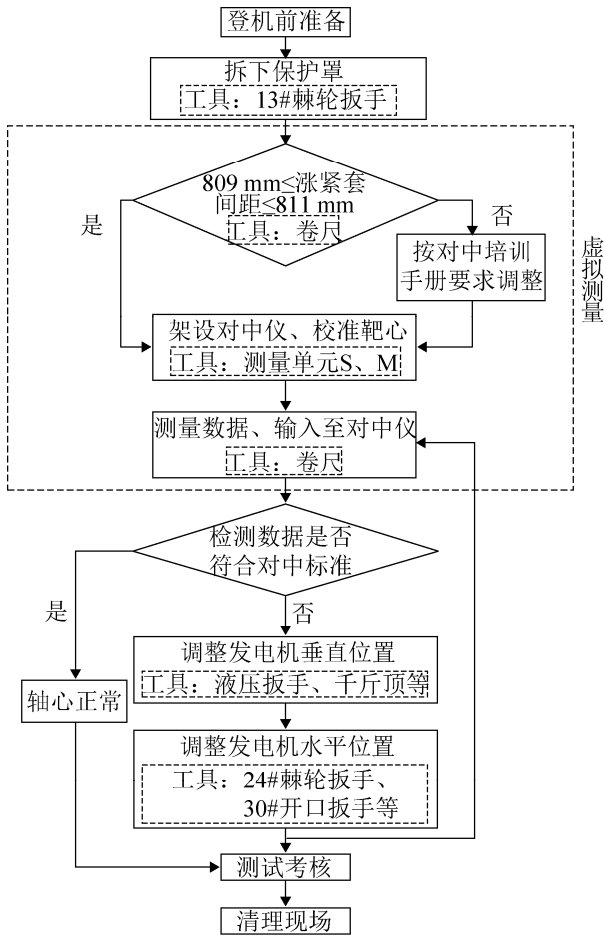 登机前准备
拆下保护罩
工具：13#棘轮扳手
809 mm≤涨紧套
间距≤811 mm
工具：卷尺
是
否
按对中培训
手册要求调整
虚拟测量
架设对中仪、校准靶心
工具：测量单元S、M
测量数据、输入至对中仪
工具：卷尺
检测数据是否
符合对中标准
是
否
调整发电机垂直位置
工具：液压扳手、千斤顶等
轴心正常
调整发电机水平位置
工具：24#棘轮扳手、
30#开口扳手等
测试考核
清理现场